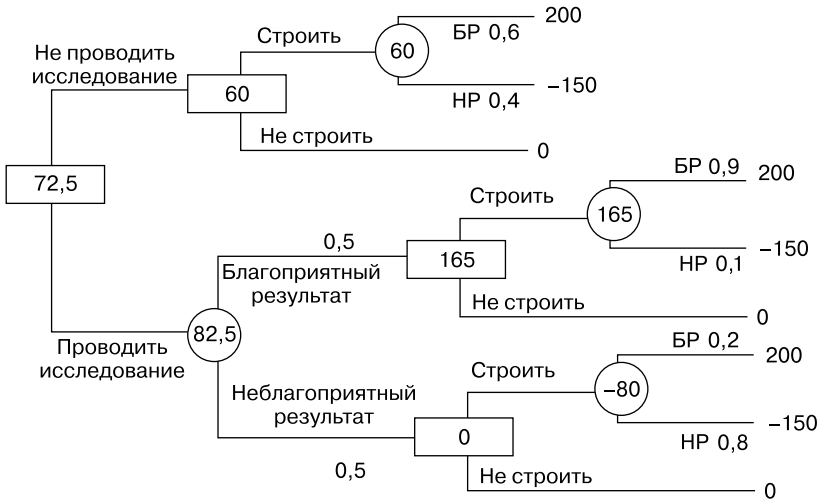 Строить
БР 0,6
200
Не проводить
исследование
60
60
НР 0,4
−150
Не строить
0
72,5
БР 0,9
200
Строить
165
0,5
165
НР 0,1
−150
Благоприятный
результат
Не строить
0
82,5
Проводить
исследование
БР 0,2
200
Строить
−80
Неблагоприятный
результат
0
НР 0,8
−150
0,5
Не строить
0